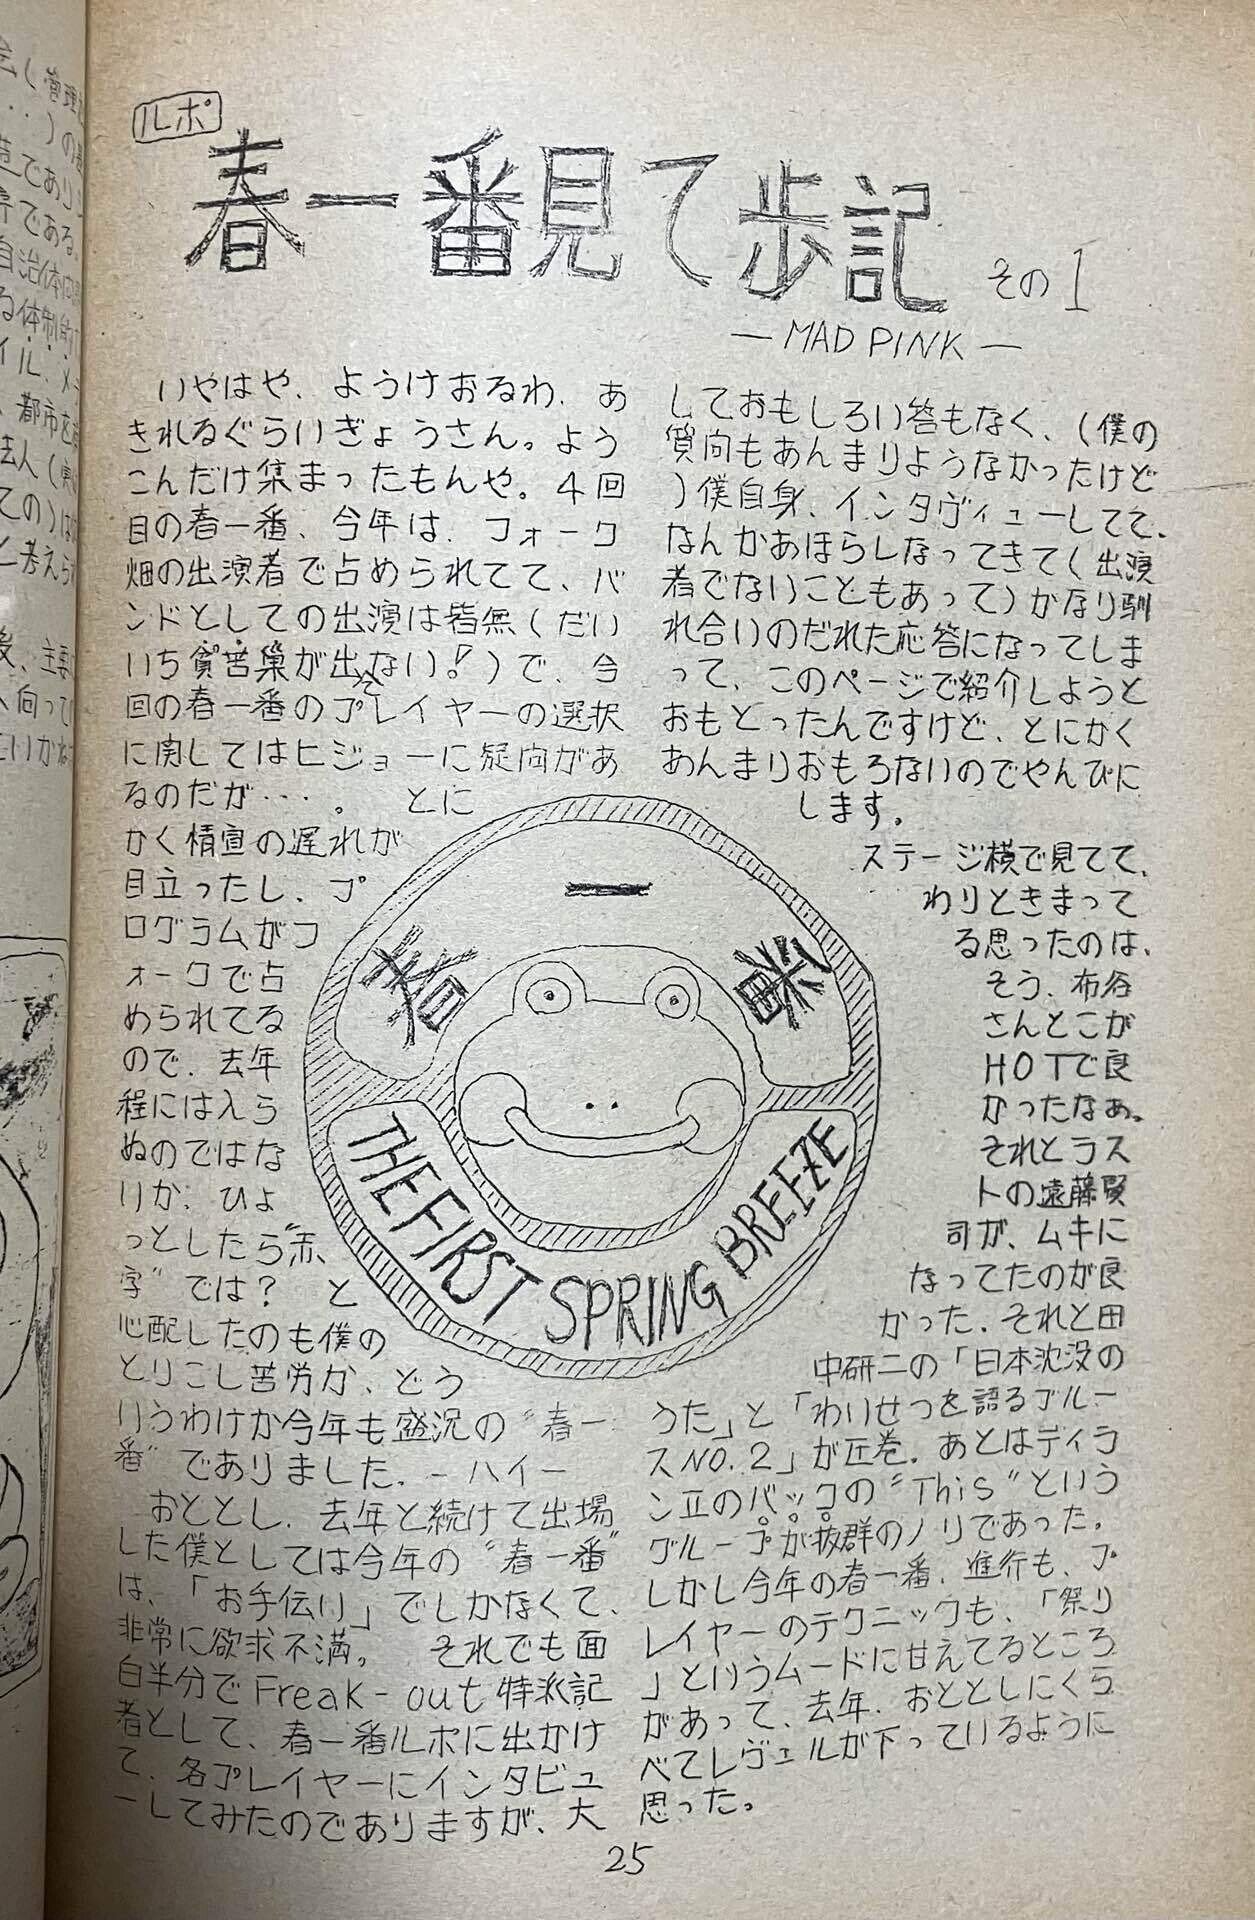 ルポ
春一番見て歩記 その1
— MAD PINK —
いやはや、ようけおるわ、あ
きれるぐらいぎょうさん。よう
こんだけ集まったもんや。4回
目の春一番、今年は、フォーク
畑の出演者で占められてて、バ
ンドとしての出演は皆無(だい
いち貧苦巣が出ない!)で、今
回の春一番のプレイヤーの選択
に関してはヒジョーに疑問があ
るのだが…。 とに
かく情宣の遅れが
目立ったし、プ
ログラムがフ
ォークで占
められてる
ので、去年
程には入ら
ぬのではな
いか、ひょ
っとしたら〝赤
字〟では? と
心配したのも僕の
とりこし苦労か、どう
いうわけか今年も盛況の〝春一
番〟でありました。-ハイ-
おととし、去年と続けて出場
した僕としては今年の〝春一番〟
は、「お手伝い」でしかなくて、
非常に欲求不満。 それでも面
白半分でFreak-out特派記
者として、春一番ルポに出かけ
て、各プレイヤーにインタビュ
ーしてみたのでありますが、大
しておもしろい答もなく、(僕の
質問もあんまりようなかったけど
)僕自身、インタヴィューしてて、
なんかあほらしなってきて(出演
者でないこともあって)かなり馴
れ合いのだれた応答になってしま
って、このページで紹介しようと
おもとったんですけど、とにかく
あんまりおもろないのでやんぴに
します。
ステージ横で見てて、
わりときまって
る思ったのは、
そう、布谷
さんとこが
HOTで良
かったなぁ。
それとラス
トの遠藤賢
司が、ムキに
なってたのが良
かった。それと田
中研二の「日本沈没の
うた」と「わいせつを語るブルー
スNO.2」が圧巻。あとはディラ
ン立のバックの〝This〟という
グループが抜群のノリであった。
しかし今年の春一番、進行も、プ
レイヤーのテクニックも、「祭り
」というムードに甘えてるところ
があって、去年、おととしにくら
べてレヴェルが下っているように
思った。
春一番
THE FIRST SPRING BREEZE
25